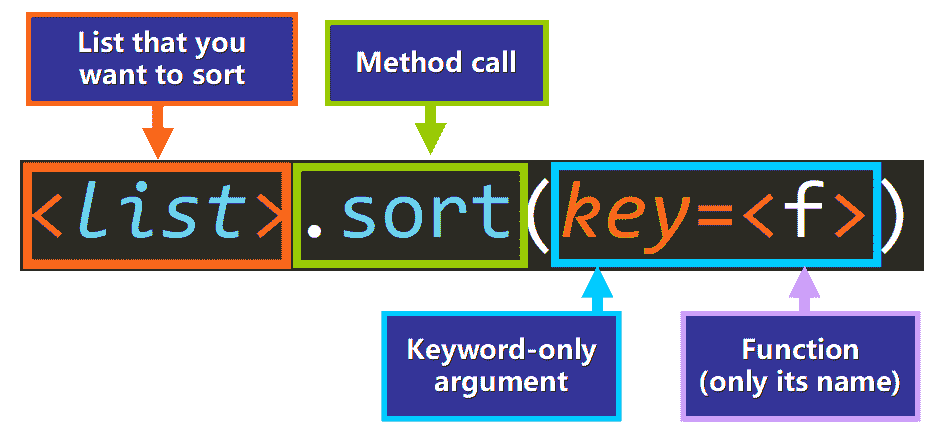 List that you
want to sort
Method call
<list>.sort(key=<f>)
Keyword-only
argument
Function
(only its name)